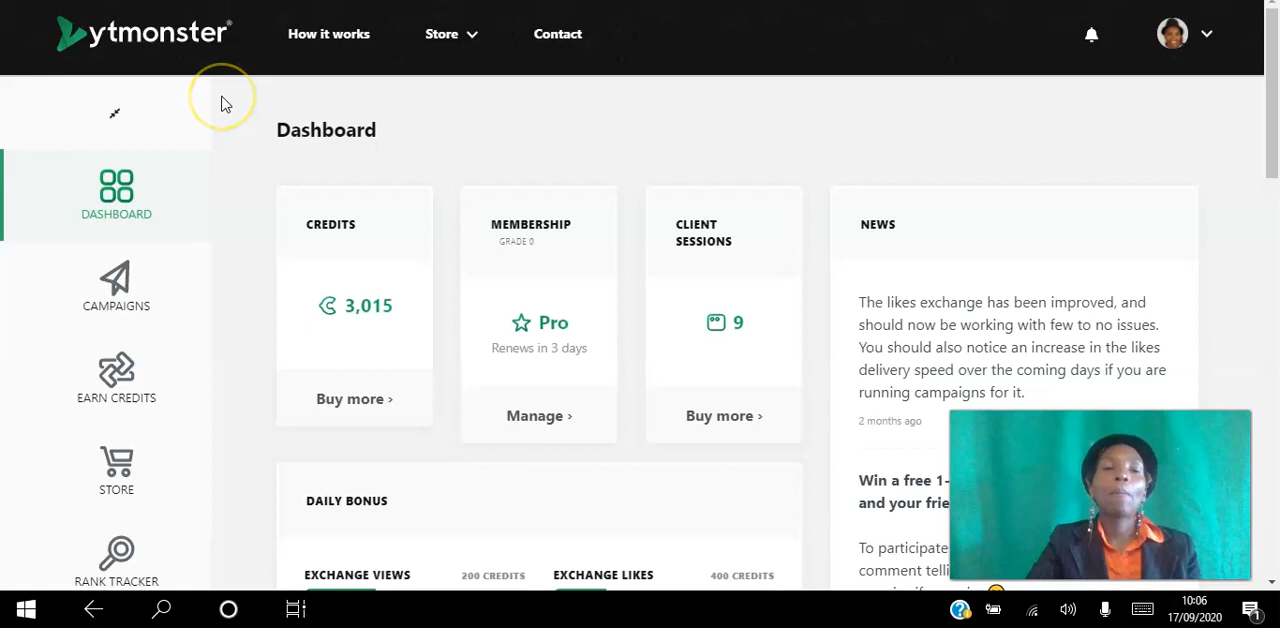 ytmonster®
How it works
Store
Contact
Dashboard
DASHBOARD
CAMPAIGNS
EARN CREDITS
STORE
RANK TRACKER
CREDITS
3,015
Buy more ›
MEMBERSHIP
GRADE 0
Pro
Renews in 3 days
Manage ›
CLIENT
SESSIONS
9
Buy more ›
NEWS
The likes exchange has been improved, and
should now be working with few to no issues.
You should also notice an increase in the likes
delivery speed over the coming days if you are
running campaigns for it.
2 months ago
Win a free 1-
and your frie
To participate
comment telli
DAILY BONUS
EXCHANGE VIEWS
200 CREDITS
EXCHANGE LIKES
400 CREDITS
10:06
17/09/2020
1